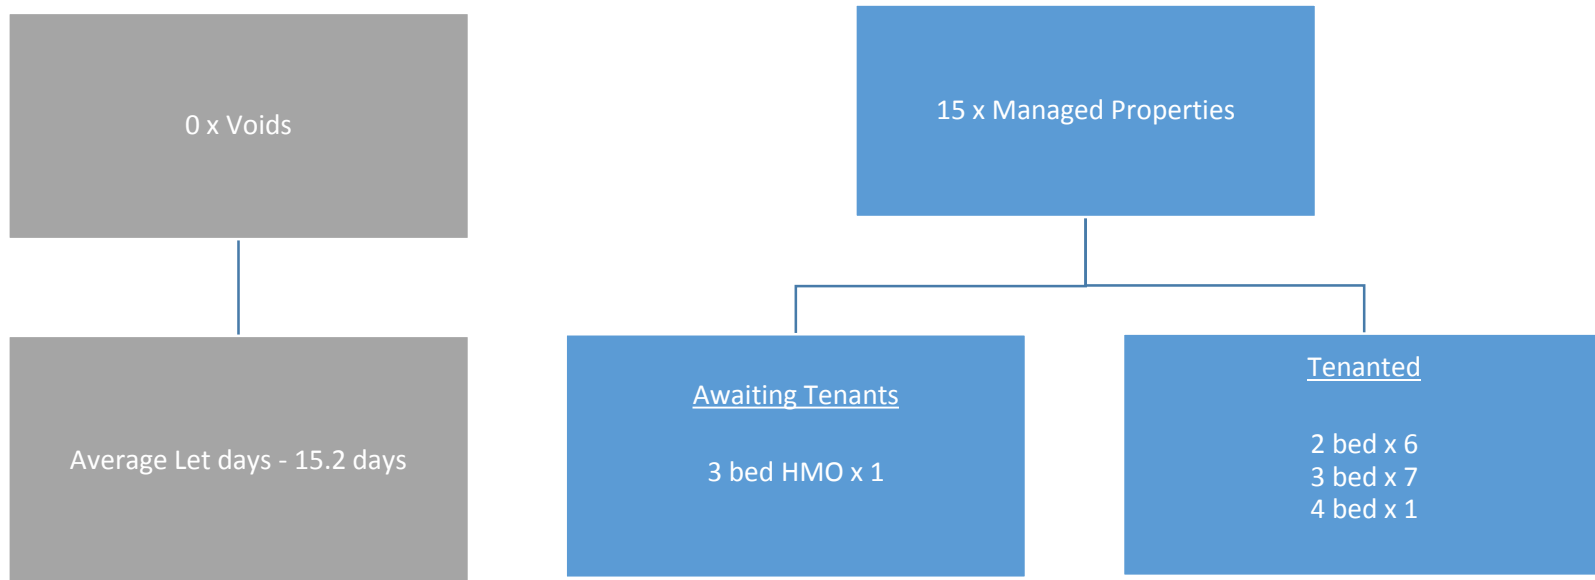 0 x Voids
Average Let days - 15.2 days
15 x Managed Properties
Awaiting Tenants
3 bed HMO x 1
Tenanted
2 bed x 6
3 bed x 7
4 bed x 1